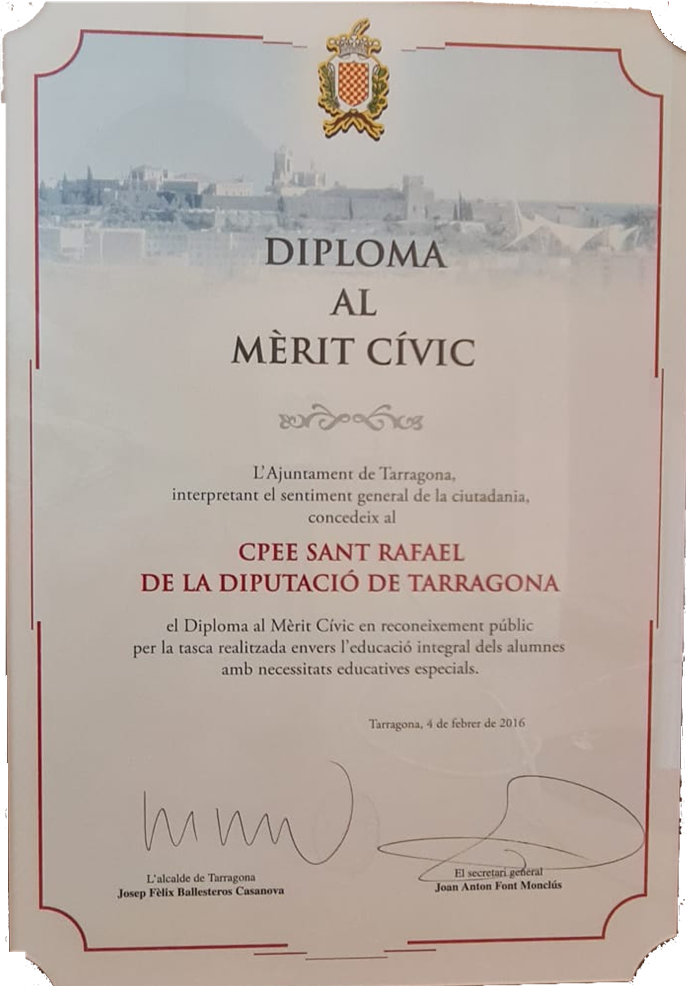 DIPLOMA
AL
MÈRIT CÍVIC
L'Ajuntament de Tarragona,
interpretant el sentiment general de la ciutadania,
concedeix al
CPEE SANT RAFAEL
DE LA DIPUTACIÓ DE TARRAGONA
el Diploma al Mèrit Cívic en reconeixement públic
per la tasca realitzada envers l'educació integral dels alumnes
amb necessitats educatives especials.
Tarragona, 4 de febrer de 2016
L'alcalde de Tarragona
Josep Fèlix Ballesteros Casanova
El secretari general
Joan Anton Font Monclús